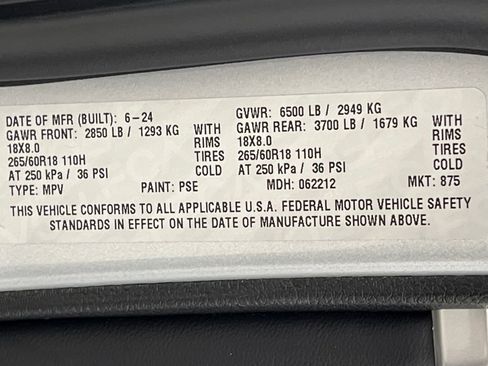 DATE OF MFR (BUILT): 6-24 GVWR: 6500 LB / 2949 KG
GAWR FRONT: 2850 LB / 1293 KG WITH GAWR REAR: 3700 LB / 1679 KG WITH
18X8.0 RIMS 18X8.0 RIMS
265/60R18 110H TIRES 265/60R18 110H TIRES
AT 250 kPa / 36 PSI COLD AT 250 kPa / 36 PSI COLD
TYPE: MPV PAINT: PSE MDH: 062212 MKT: 875
THIS VEHICLE CONFORMS TO ALL APPLICABLE U.S.A. FEDERAL MOTOR VEHICLE SAFETY
STANDARDS IN EFFECT ON THE DATE OF MANUFACTURE SHOWN ABOVE.